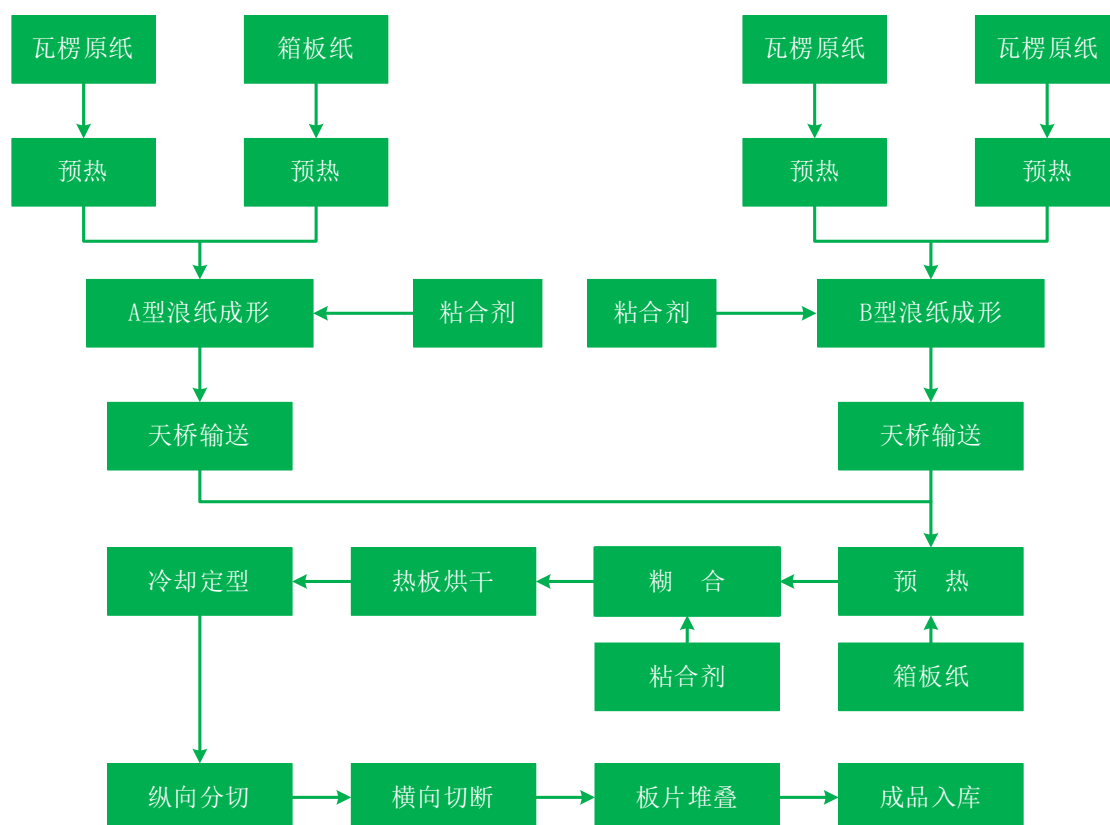 瓦楞原纸
箱板纸
瓦楞原纸
瓦楞原纸
预热
预热
预热
预热
A型浪纸成形
粘合剂
粘合剂
B型浪纸成形
天桥输送
天桥输送
冷却定型
热板烘干
糊 合
预 热
粘合剂
箱板纸
纵向分切
横向切断
板片堆叠
成品入库